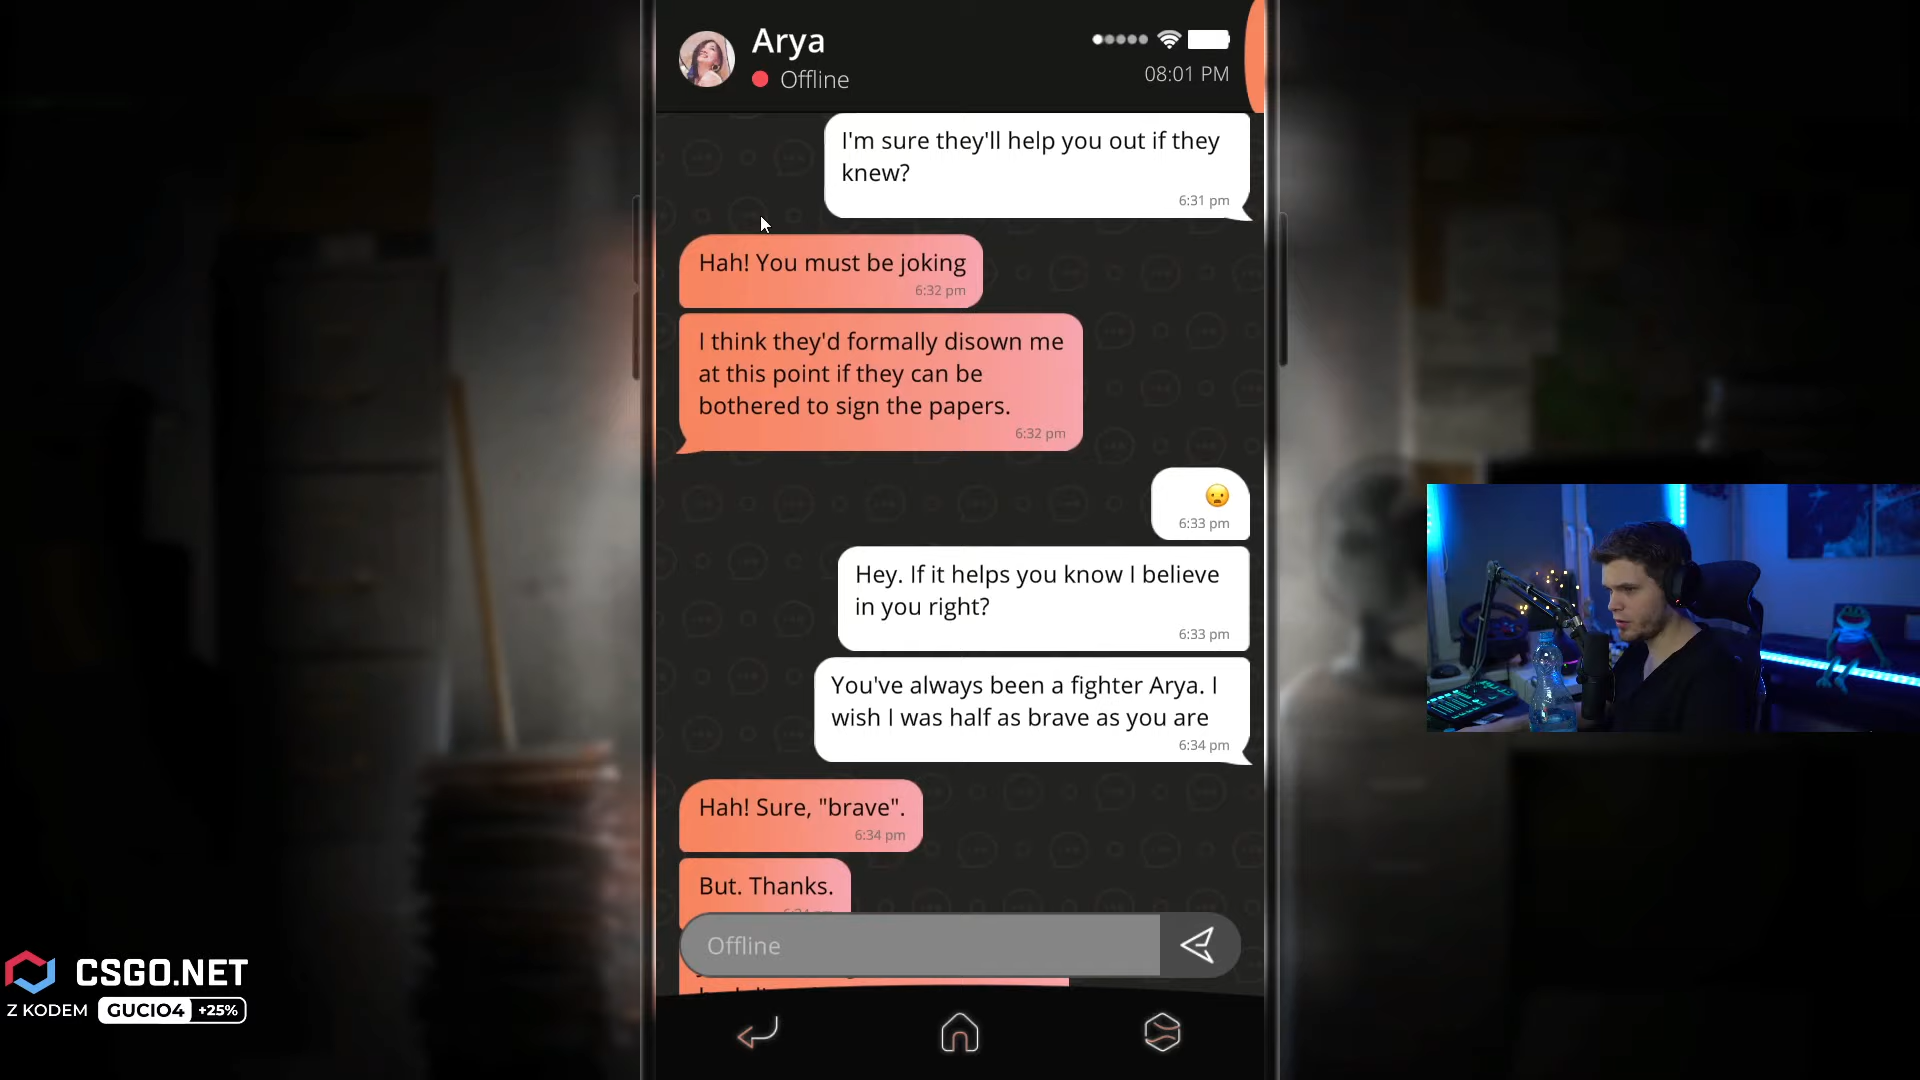 Arya
Offline
08:01 PM
I'm sure they'll help you out if they
knew?
6:31 pm
Hah! You must be joking
6:32 pm
I think they'd formally disown me
at this point if they can be
bothered to sign the papers.
6:32 pm
6:33 pm
Hey. If it helps you know I believe
in you right?
6:33 pm
You've always been a fighter Arya. I
wish I was half as brave as you are
6:34 pm
Hah! Sure, "brave".
6:34 pm
But. Thanks.
Offline
CSGO.NET
Z KODEM GUCIO4 +25%